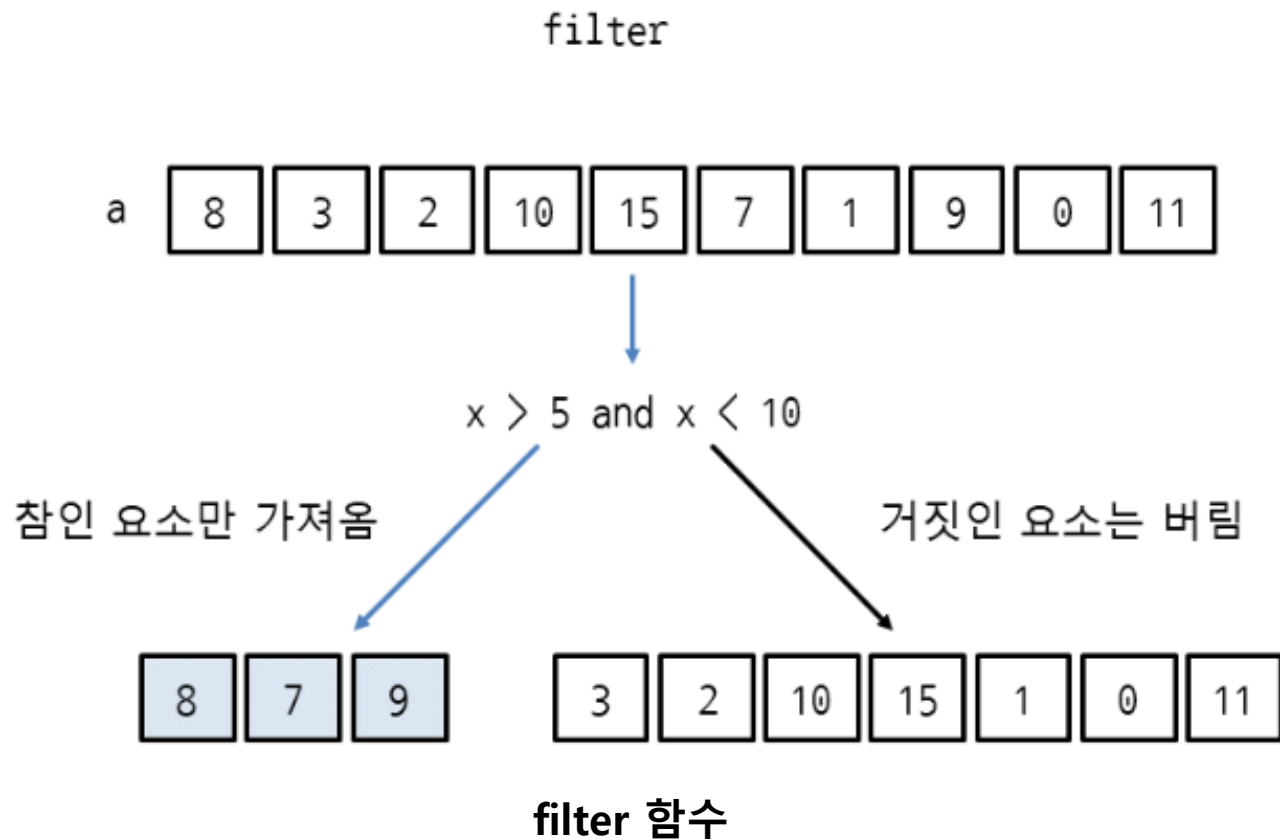 filter
a 8 3 2 10 15 7 1 9 0 11
x > 5 and x < 10
참인 요소만 가져옴 거짓인 요소는 버림
8 7 9 3 2 10 15 1 0 11
filter 함수